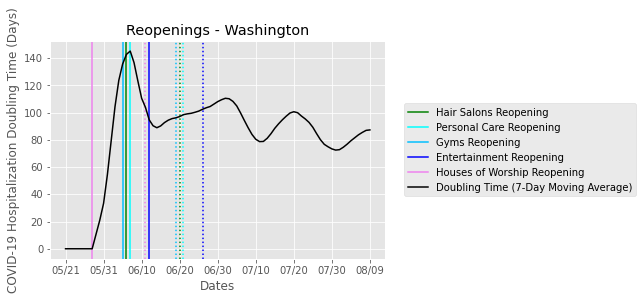 Reopenings - Washington
COVID-19 Hospitalization Doubling Time (Days)
140
120
100
80
60
40
20
0
05/21 05/31 06/10 06/20 06/30 07/10 07/20 07/30 08/09
Dates
Hair Salons Reopening
Personal Care Reopening
Gyms Reopening
Entertainment Reopening
Houses of Worship Reopening
Doubling Time (7-Day Moving Average)